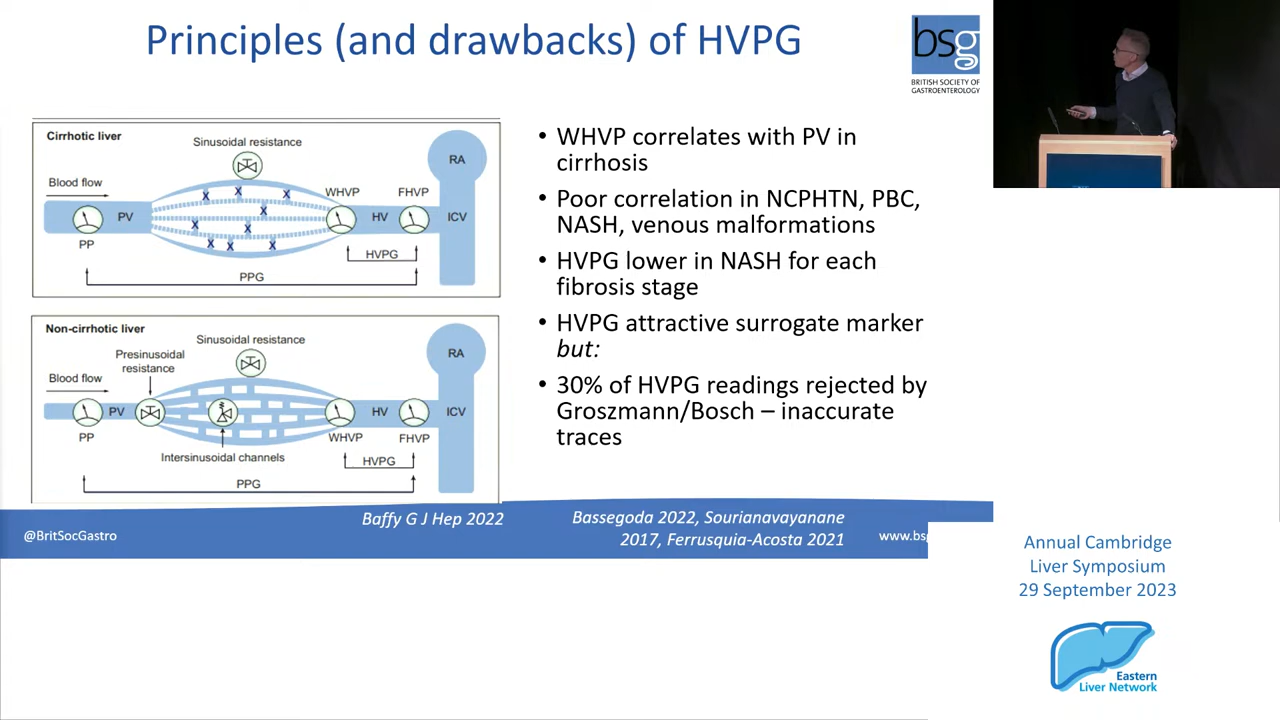 Principles (and drawbacks) of HVPG
bsg
BRITISH SOCIETY OF
GASTROENTEROLOGY
Cirrhotic liver
Sinusoidal resistance
RA
Blood flow
WHVP
FHVP
PV
HV
ICV
PP
HVPG
PPG
Non-cirrhotic liver
Sinusoidal resistance
Presinusoidal
resistance
RA
Blood flow
PV
HV
ICV
PP
WHVP
FHVP
Intersinusoidal channels
HVPG
PPG
• WHVP correlates with PV in
cirrhosis
• Poor correlation in NCPHTN, PBC,
NASH, venous malformations
• HVPG lower in NASH for each
fibrosis stage
• HVPG attractive surrogate marker
but:
• 30% of HVPG readings rejected by
Groszmann/Bosch – inaccurate
traces
@BritSocGastro
Baffy G J Hep 2022
Bassegoda 2022, Sourianavayanane
2017, Ferrusquia-Acosta 2021
www.bs
Annual Cambridge
Liver Symposium
29 September 2023
Eastern
Liver Network